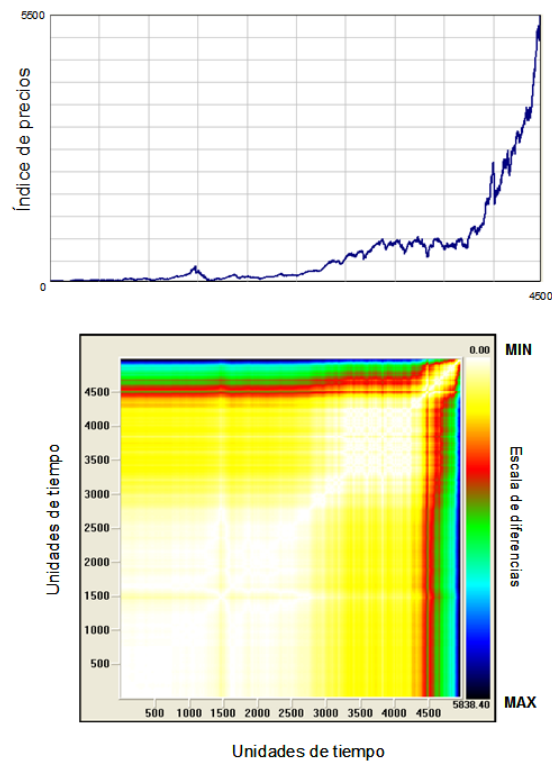 5500
Índice de precios
0
4500
0.00 MIN
4500
4000
3500
3000
2500
2000
1500
1000
500
Unidades de tiempo
Escala de diferencias
500 1000 1500 2000 2500 3000 3500 4000 4500
5838.40 MAX
Unidades de tiempo